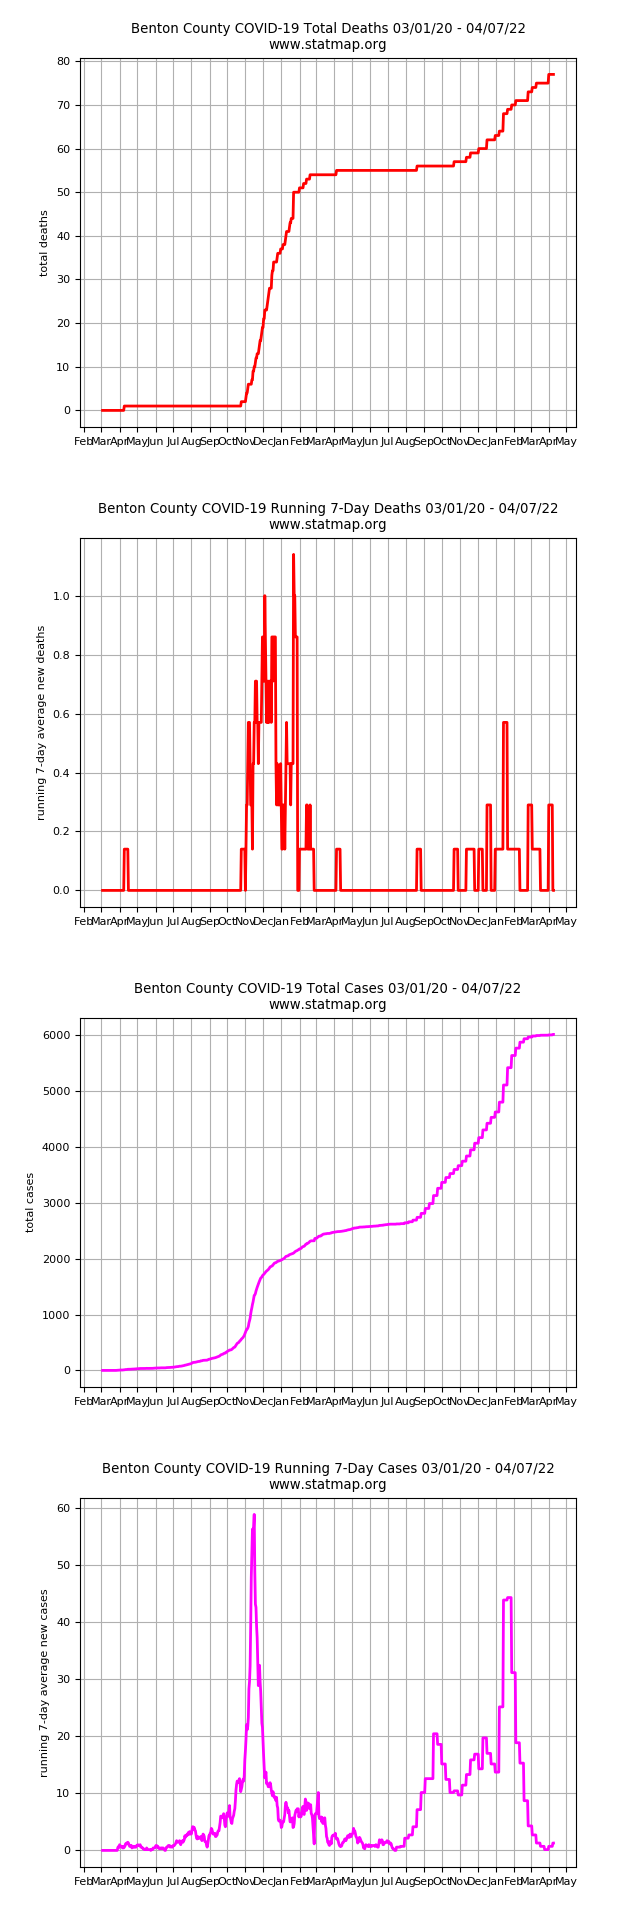 Benton County COVID-19 Total Deaths 03/01/20 - 04/07/22
www.statmap.org
80
70
60
50
40
30
20
10
0
total deaths
Feb Mar Apr May Jun Jul Aug Sep Oct Nov Dec Jan Feb Mar Apr May Jun Jul Aug Sep Oct Nov Dec Jan Feb Mar Apr May
Benton County COVID-19 Running 7-Day Deaths 03/01/20 - 04/07/22
www.statmap.org
1.0
0.8
0.6
0.4
0.2
0.0
running 7-day average new deaths
Feb Mar Apr May Jun Jul Aug Sep Oct Nov Dec Jan Feb Mar Apr May Jun Jul Aug Sep Oct Nov Dec Jan Feb Mar Apr May
Benton County COVID-19 Total Cases 03/01/20 - 04/07/22
www.statmap.org
6000
5000
4000
3000
2000
1000
0
total cases
Feb Mar Apr May Jun Jul Aug Sep Oct Nov Dec Jan Feb Mar Apr May Jun Jul Aug Sep Oct Nov Dec Jan Feb Mar Apr May
Benton County COVID-19 Running 7-Day Cases 03/01/20 - 04/07/22
www.statmap.org
60
50
40
30
20
10
0
running 7-day average new cases
Feb Mar Apr May Jun Jul Aug Sep Oct Nov Dec Jan Feb Mar Apr May Jun Jul Aug Sep Oct Nov Dec Jan Feb Mar Apr May